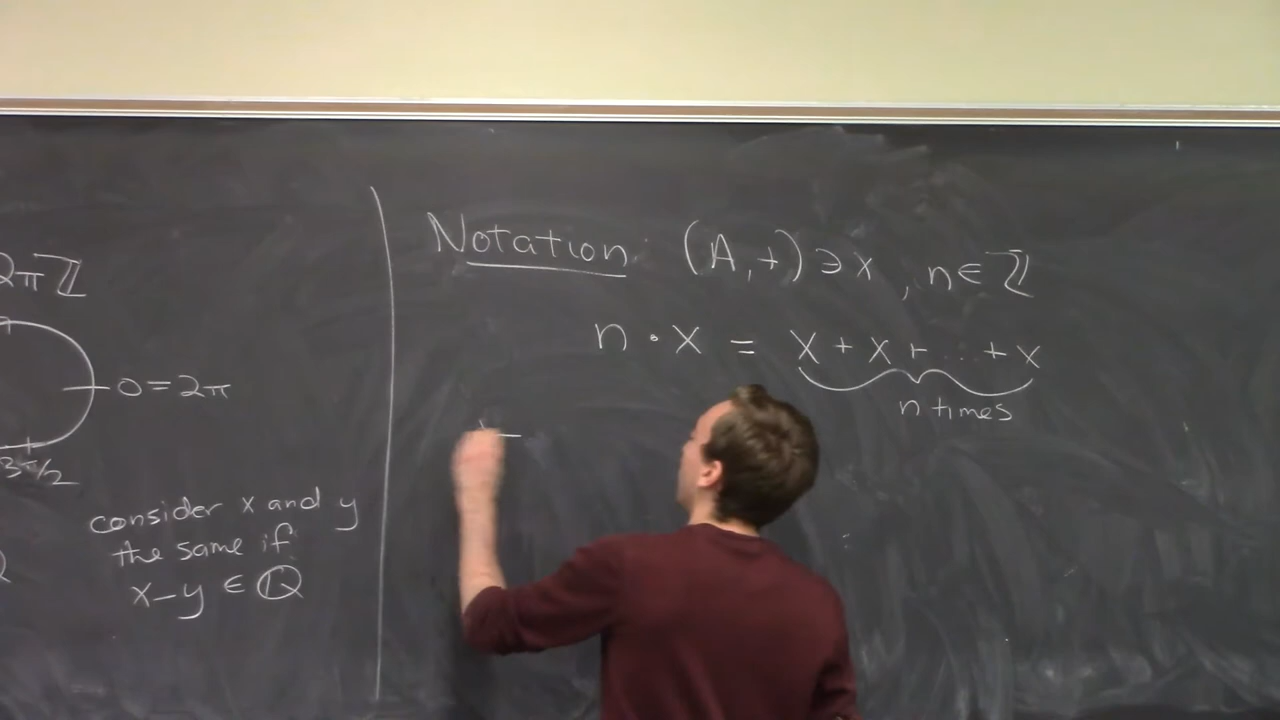 2πℤ
0=2π
3π/2
consider x and y
the same if
x-y ∈ ℚ
Notation: (A,+)∋x, n∈ℤ
n·x = x+x+...+x
n times